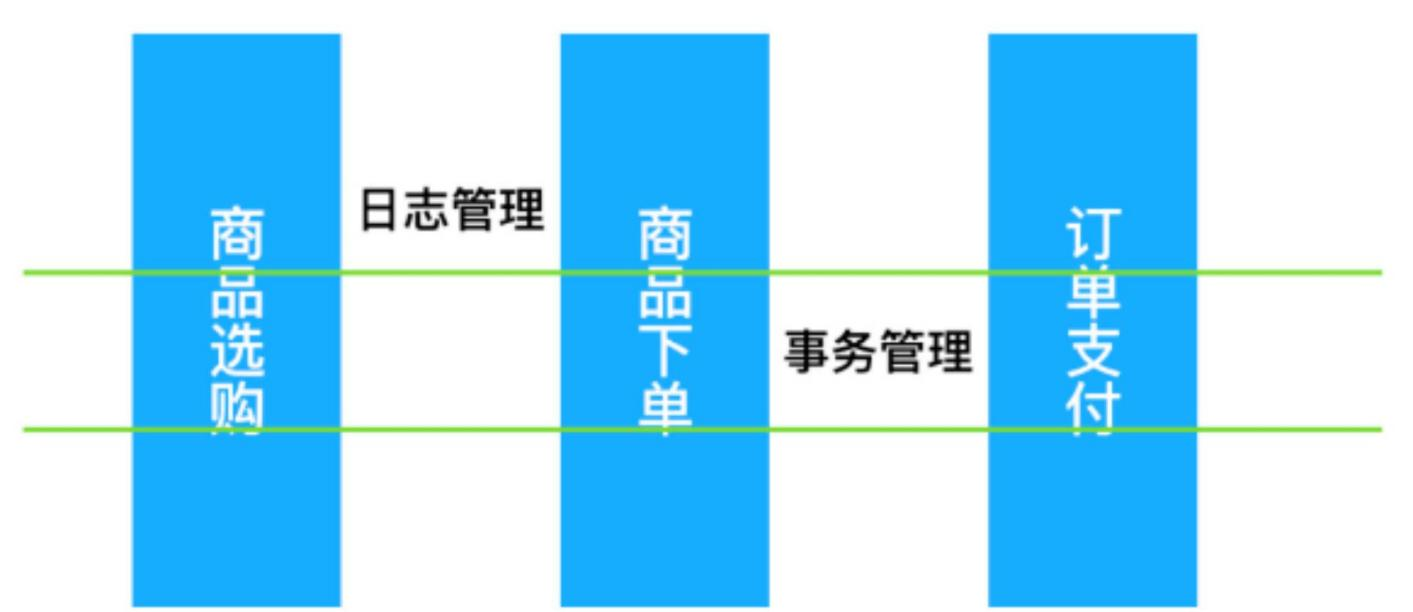 商品选购
日志管理
商品下单
事务管理
订单支付